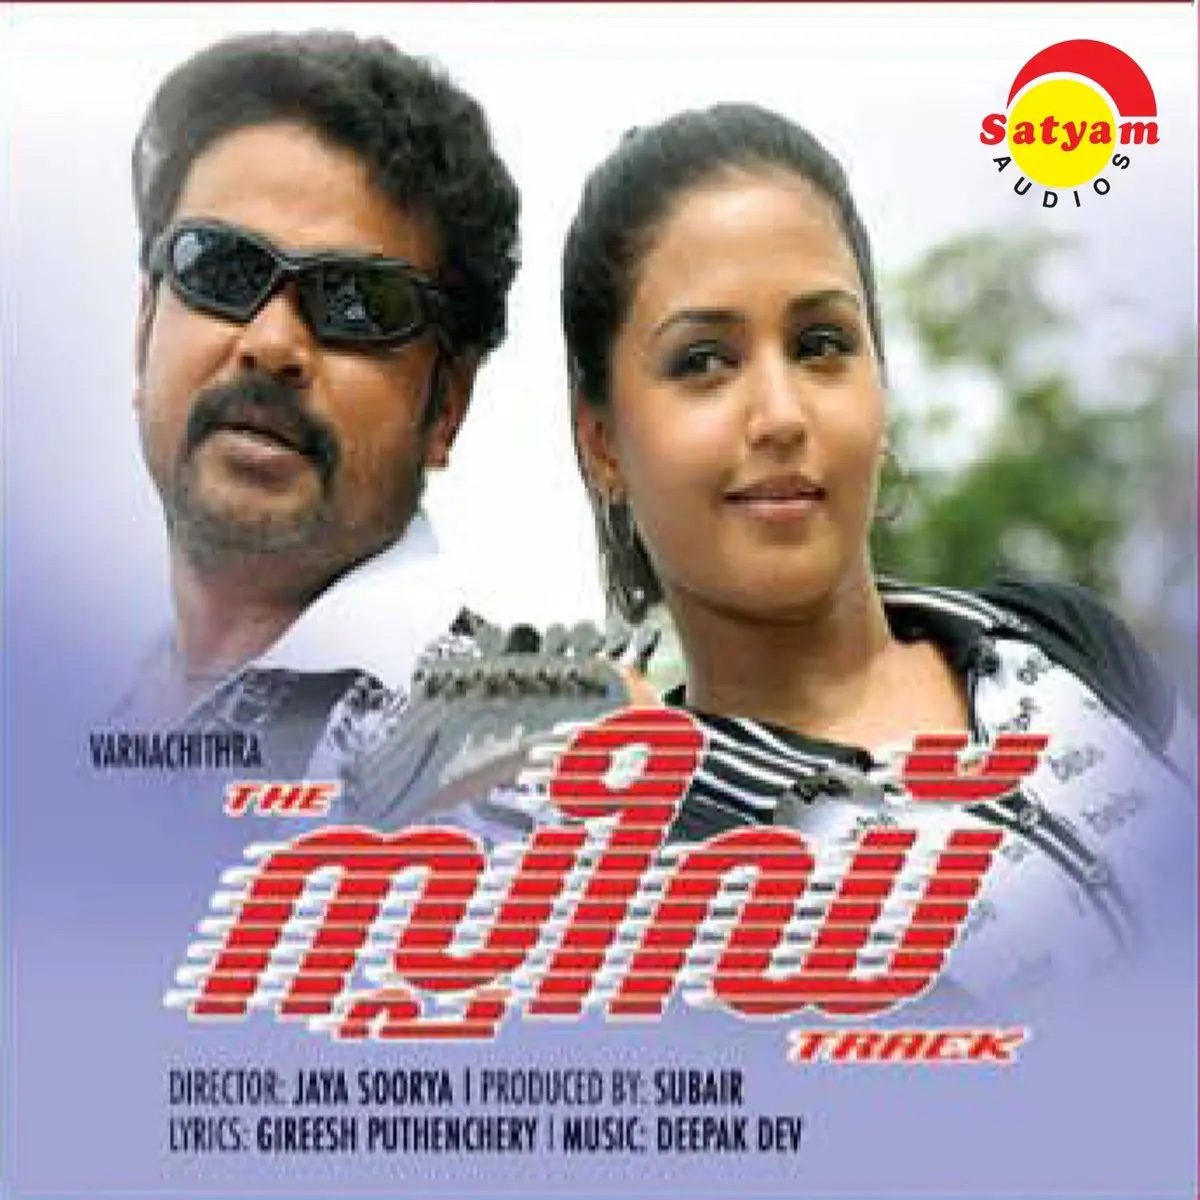 Satyam
AUDIOS
VARNACHITHRA
THE
സ്പീഡ്
TRACK
DIRECTOR: JAYA SOORYA | PRODUCED BY: SUBAIR
LYRICS: GIREESH PUTHENCHERY | MUSIC: DEEPAK DEV